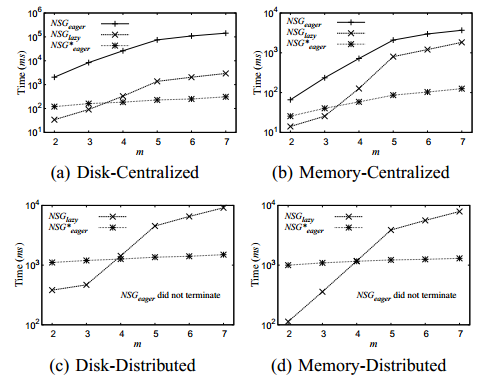 NSGeager
NSGlazy
NSG*eager
Time (ms)
10^6
10^5
10^4
10^3
10^2
10^1
2 3 4 5 6 7
m
(a) Disk-Centralized
NSGeager
NSGlazy
NSG*eager
Time (ms)
10^4
10^3
10^2
10^1
2 3 4 5 6 7
m
(b) Memory-Centralized
NSGlazy
NSG*eager
Time (ms)
10^4
10^3
10^2
NSGeager did not terminate
2 3 4 5 6 7
m
(c) Disk-Distributed
NSGlazy
NSG*eager
Time (ms)
10^4
10^3
10^2
NSGeager did not terminate
2 3 4 5 6 7
m
(d) Memory-Distributed